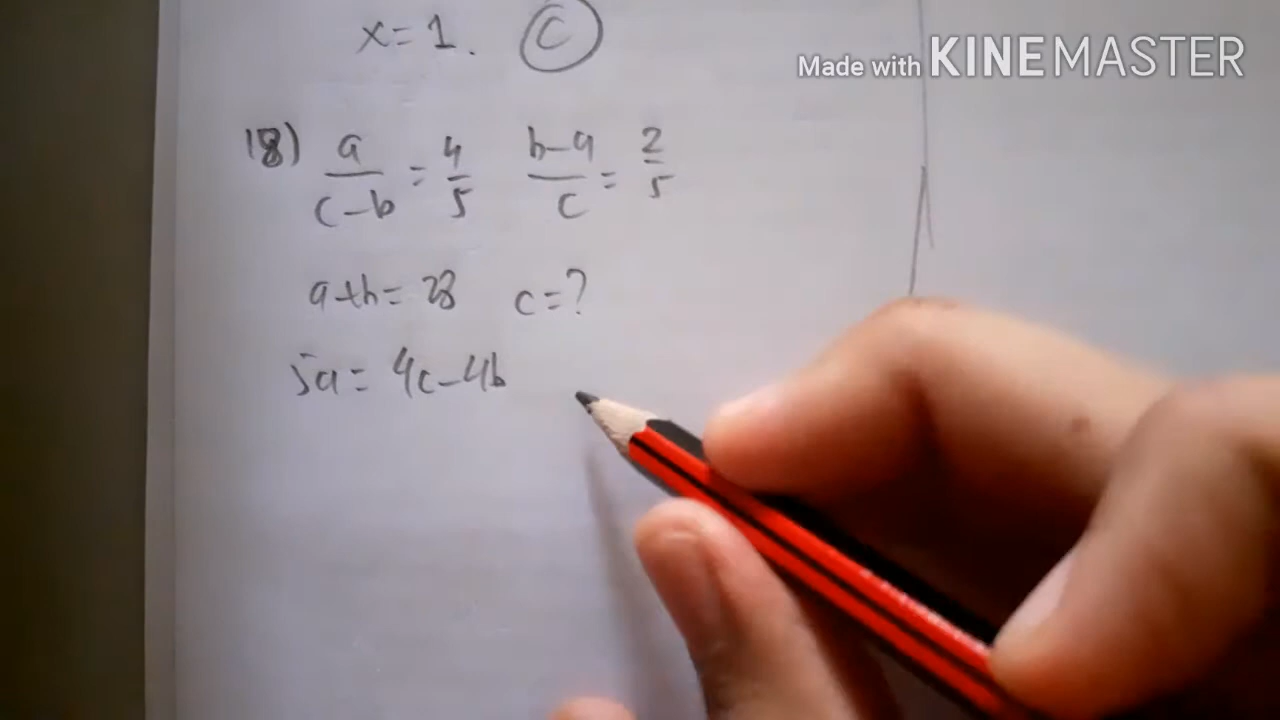 x=1. C
Made with KINEMASTER
18) a/(c-b) = 4/5 (b-a)/c = 2/5
a+b= 28 c=?
5a= 4c-4b